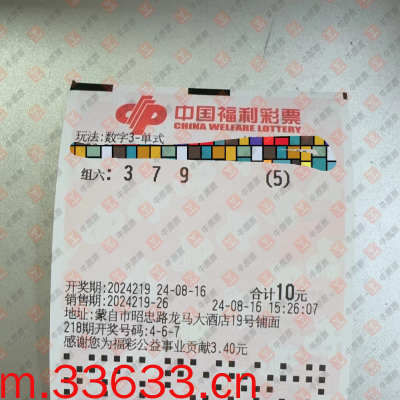 中国福利彩票
CHINA WELFARE LOTTERY
玩法:数字3-单式
组六: 3 7 9 (5)
开奖期:2024219 24-08-16 合计10元
销售期:2024219-26 24-08-16 15:26:07
地址:蒙自市昭忠路龙马大酒店19号铺面
218期开奖号码:4-6-7
感谢您为福彩公益事业贡献3.40元
m.33633.cn